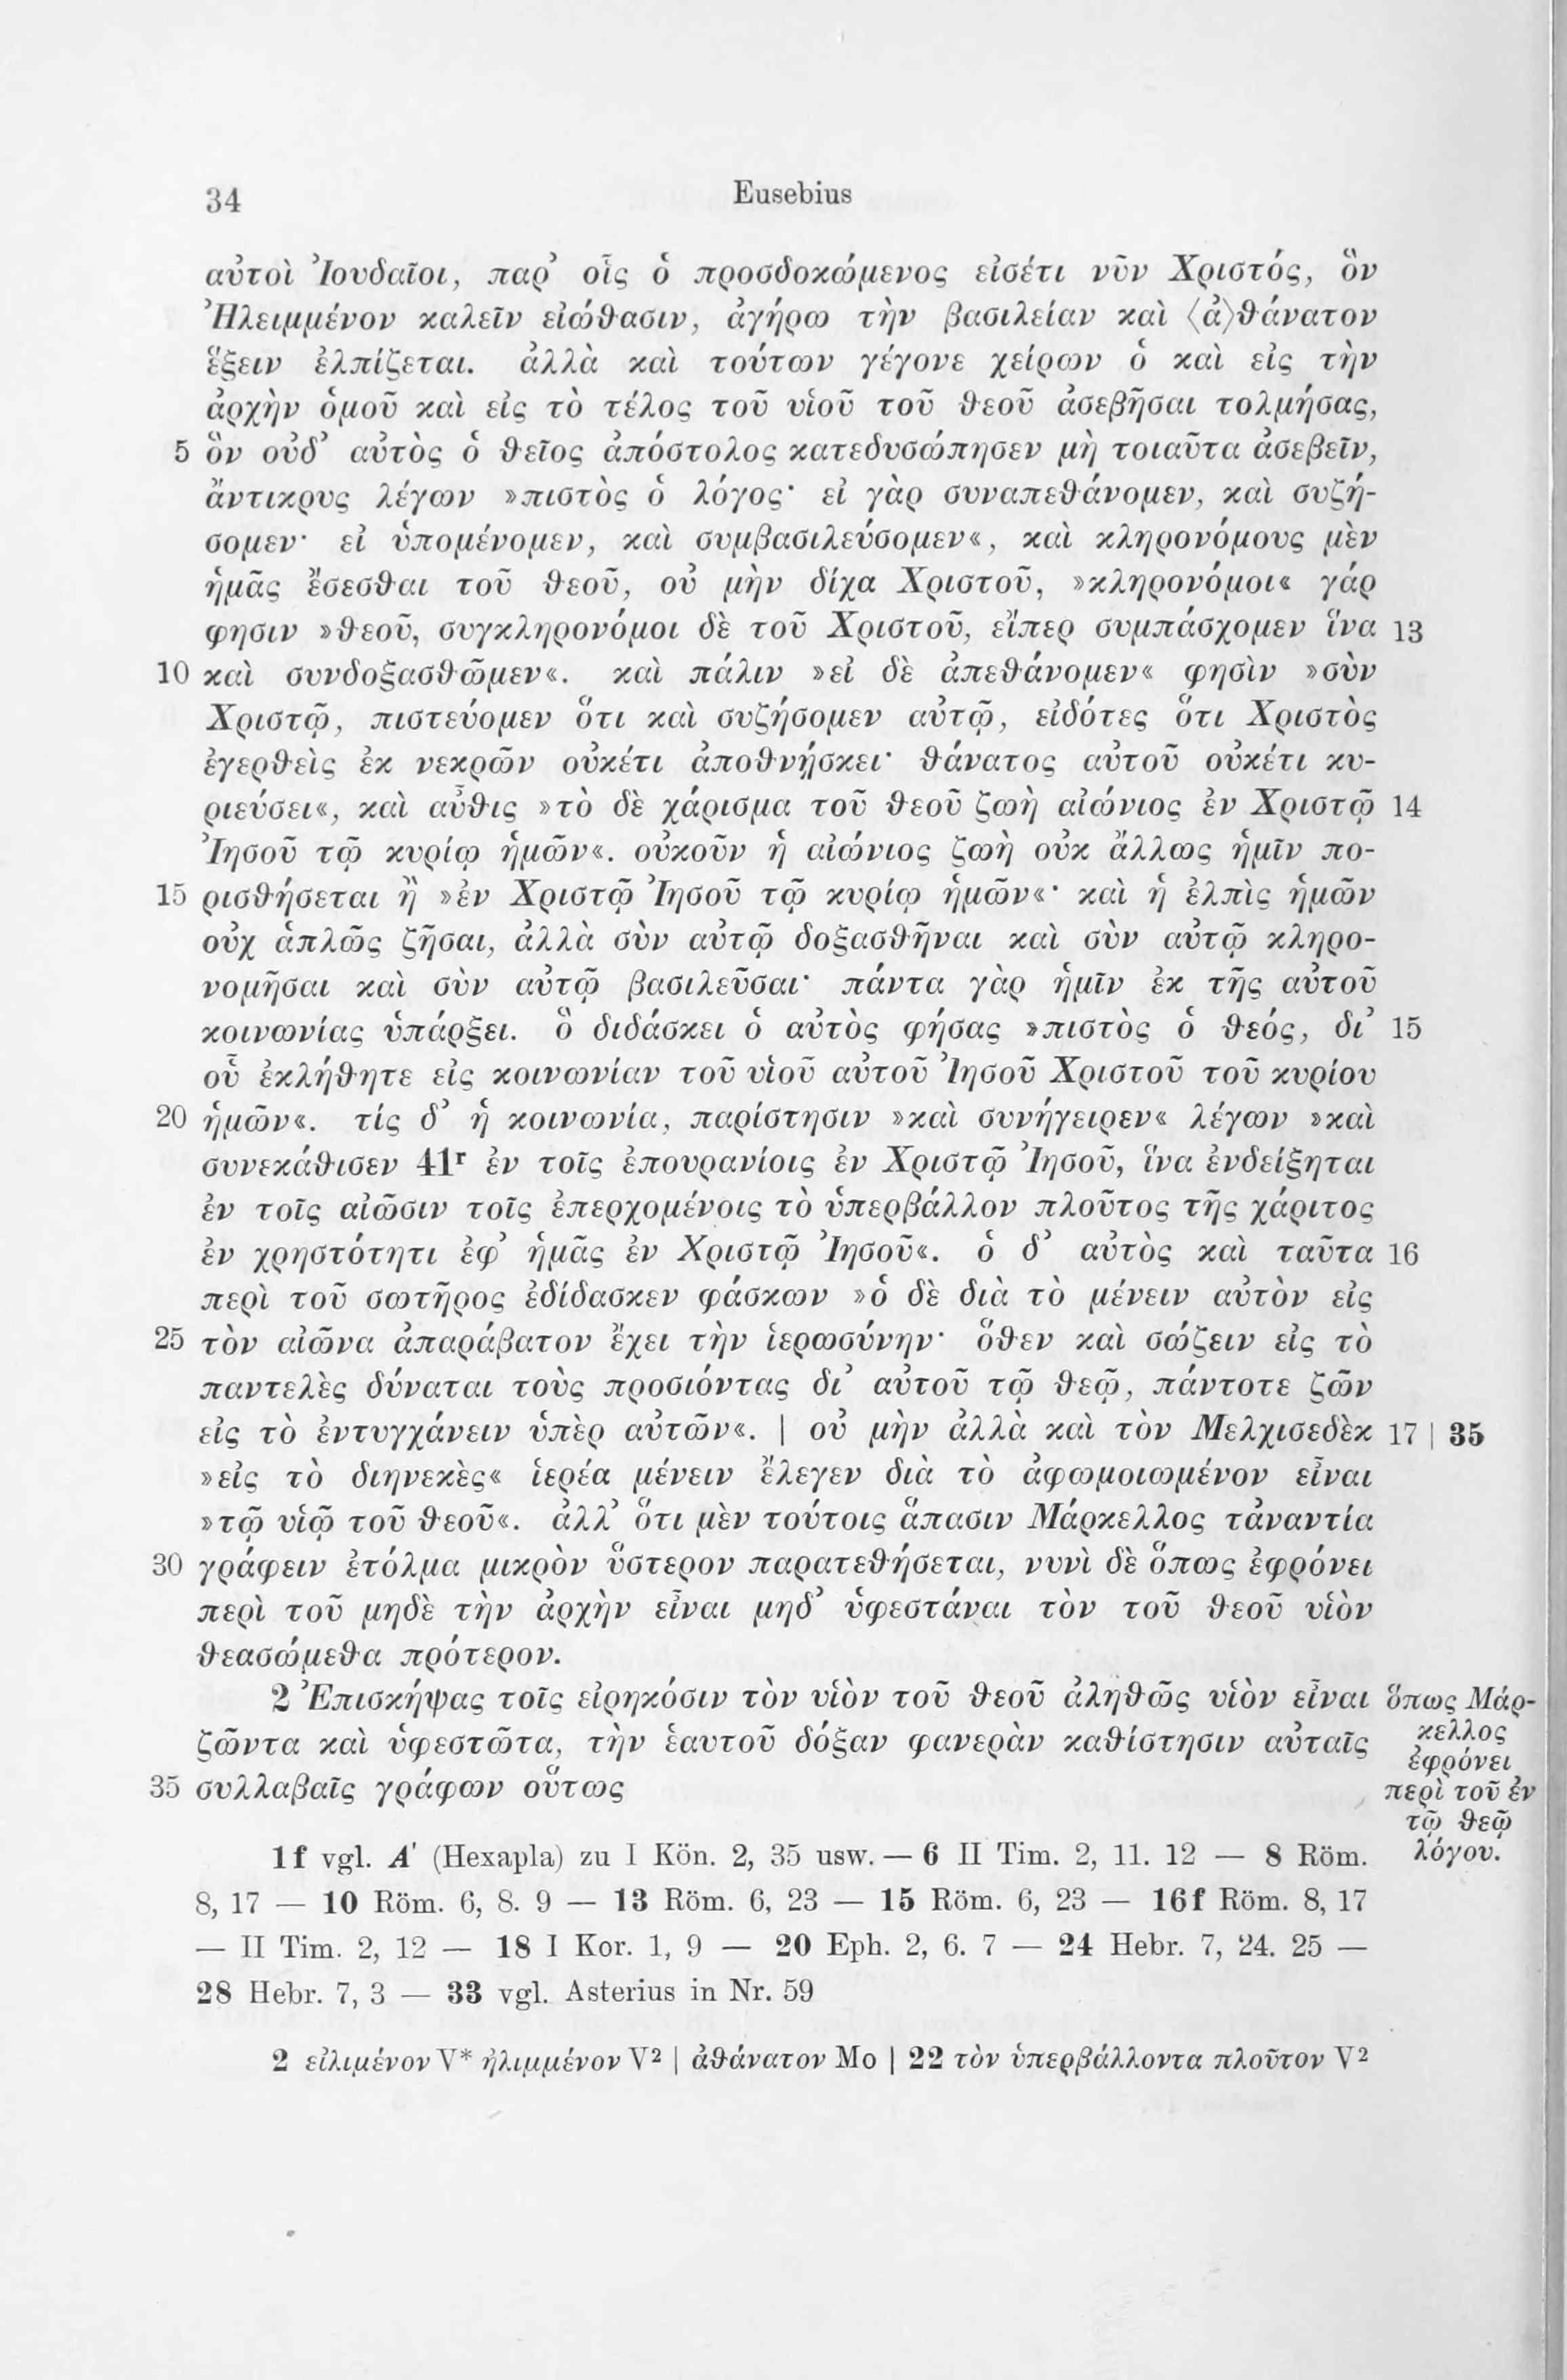 34 Eusebius
αὐτοὶ Ἰουδαῖοι, παρ’ οἷς ὁ προσδοκώμενος εἰσέτι νῦν Χριστός, ὃν
Ἠλειμμένον καλεῖν εἰώθασιν, ἀγήρω τὴν βασιλείαν καὶ ⟨ἀ⟩θάνατον
ἕξειν ἐλπίζεται. ἀλλὰ καὶ τούτων γέγονε χείρων ὁ καὶ εἰς τὴν
ἀρχὴν ὁμοῦ καὶ εἰς τὸ τέλος τοῦ υἱοῦ τοῦ θεοῦ ἀσεβῆσαι τολμήσας,
5 ὃν οὐδ’ αὐτὸς ὁ θεῖος ἀπόστολος κατεδυσώπησεν μὴ τοιαῦτα ἀσεβεῖν,
ἄντικρυς λέγων »πιστὸς ὁ λόγος· εἰ γὰρ συναπεθάνομεν, καὶ συζή-
σομεν· εἰ ὑπομένομεν, καὶ συμβασιλεύσομεν«, καὶ κληρονόμους μὲν
ἡμᾶς ἔσεσθαι τοῦ θεοῦ, οὐ μὴν δίχα Χριστοῦ, »κληρονόμοι« γάρ
φησιν »θεοῦ, συγκληρονόμοι δὲ τοῦ Χριστοῦ, εἴπερ συμπάσχομεν ἵνα 13
10 καὶ συνδοξασθῶμεν«. καὶ πάλιν »εἰ δὲ ἀπεθάνομεν« φησὶν »σὺν
Χριστῷ, πιστεύομεν ὅτι καὶ συζήσομεν αὐτῷ, εἰδότες ὅτι Χριστὸς
ἐγερθεὶς ἐκ νεκρῶν οὐκέτι ἀποθνῄσκει· θάνατος αὐτοῦ οὐκέτι κυ-
ριεύσει«, καὶ αὖθις »τὸ δὲ χάρισμα τοῦ θεοῦ ζωὴ αἰώνιος ἐν Χριστῷ 14
Ἰησοῦ τῷ κυρίῳ ἡμῶν«. οὐκοῦν ἡ αἰώνιος ζωὴ οὐκ ἄλλως ἡμῖν πο-
15 ρισθήσεται ἢ »ἐν Χριστῷ Ἰησοῦ τῷ κυρίῳ ἡμῶν«· καὶ ἡ ἐλπὶς ἡμῶν
οὐχ ἁπλῶς ζῆσαι, ἀλλὰ σὺν αὐτῷ δοξασθῆναι καὶ σὺν αὐτῷ κληρο-
νομῆσαι καὶ σὺν αὐτῷ βασιλεῦσαι· πάντα γὰρ ἡμῖν ἐκ τῆς αὐτοῦ
κοινωνίας ὑπάρξει. ὃ διδάσκει ὁ αὐτὸς φήσας »πιστὸς ὁ θεός, δι’ 15
οὗ ἐκλήθητε εἰς κοινωνίαν τοῦ υἱοῦ αὐτοῦ Ἰησοῦ Χριστοῦ τοῦ κυρίου
20 ἡμῶν«. τίς δ’ ἡ κοινωνία, παρίστησιν »καὶ συνήγειρεν« λέγων »καὶ
συνεκάθισεν 41ʳ ἐν τοῖς ἐπουρανίοις ἐν Χριστῷ Ἰησοῦ, ἵνα ἐνδείξηται
ἐν τοῖς αἰῶσιν τοῖς ἐπερχομένοις τὸ ὑπερβάλλον πλοῦτος τῆς χάριτος
ἐν χρηστότητι ἐφ’ ἡμᾶς ἐν Χριστῷ Ἰησοῦ«. ὁ δ’ αὐτὸς καὶ ταῦτα 16
περὶ τοῦ σωτῆρος ἐδίδασκεν φάσκων »ὁ δὲ διὰ τὸ μένειν αὐτὸν εἰς
25 τὸν αἰῶνα ἀπαράβατον ἔχει τὴν ἱερωσύνην· ὅθεν καὶ σώζειν εἰς τὸ
παντελὲς δύναται τοὺς προσιόντας δι’ αὐτοῦ τῷ θεῷ, πάντοτε ζῶν
εἰς τὸ ἐντυγχάνειν ὑπὲρ αὐτῶν«. | οὐ μὴν ἀλλὰ καὶ τὸν Μελχισεδὲκ 17 | 35
»εἰς τὸ διηνεκὲς« ἱερέα μένειν ἔλεγεν διὰ τὸ ἀφωμοιωμένον εἶναι
»τῷ υἱῷ τοῦ θεοῦ«. ἀλλ’ ὅτι μὲν τούτοις ἅπασιν Μάρκελλος τἀναντία
30 γράφειν ἐτόλμα μικρὸν ὕστερον παρατεθήσεται, νυνὶ δὲ ὅπως ἐφρόνει
περὶ τοῦ μηδὲ τὴν ἀρχὴν εἶναι μηδ’ ὑφεστάναι τὸν τοῦ θεοῦ υἱὸν
θεασώμεθα πρότερον.
2 Ἐπισκήψας τοῖς εἰρηκόσιν τὸν υἱὸν τοῦ θεοῦ ἀληθῶς υἱὸν εἶναι
ζῶντα καὶ ὑφεστῶτα, τὴν ἑαυτοῦ δόξαν φανερὰν καθίστησιν αὐταῖς
35 συλλαβαῖς γράφων οὕτως
ὅπως Μάρ-
κελλος
ἐφρόνει
περὶ τοῦ ἐν
τῷ θεῷ
λόγου.
1f vgl. Α' (Hexapla) zu I Kön. 2, 35 usw. — 6 II Tim. 2, 11. 12 — 8 Röm.
8, 17 — 10 Röm. 6, 8. 9 — 13 Röm. 6, 23 — 15 Röm. 6, 23 — 16f Röm. 8, 17
— II Tim. 2, 12 — 18 I Kor. 1, 9 — 20 Eph. 2, 6. 7 — 24 Hebr. 7, 24. 25 —
28 Hebr. 7, 3 — 33 vgl. Asterius in Nr. 59
2 εἰλιμένον V* ἠλιμμένον V² | ἀθάνατον Mo | 22 τὸν ὑπερβάλλοντα πλοῦτον V²